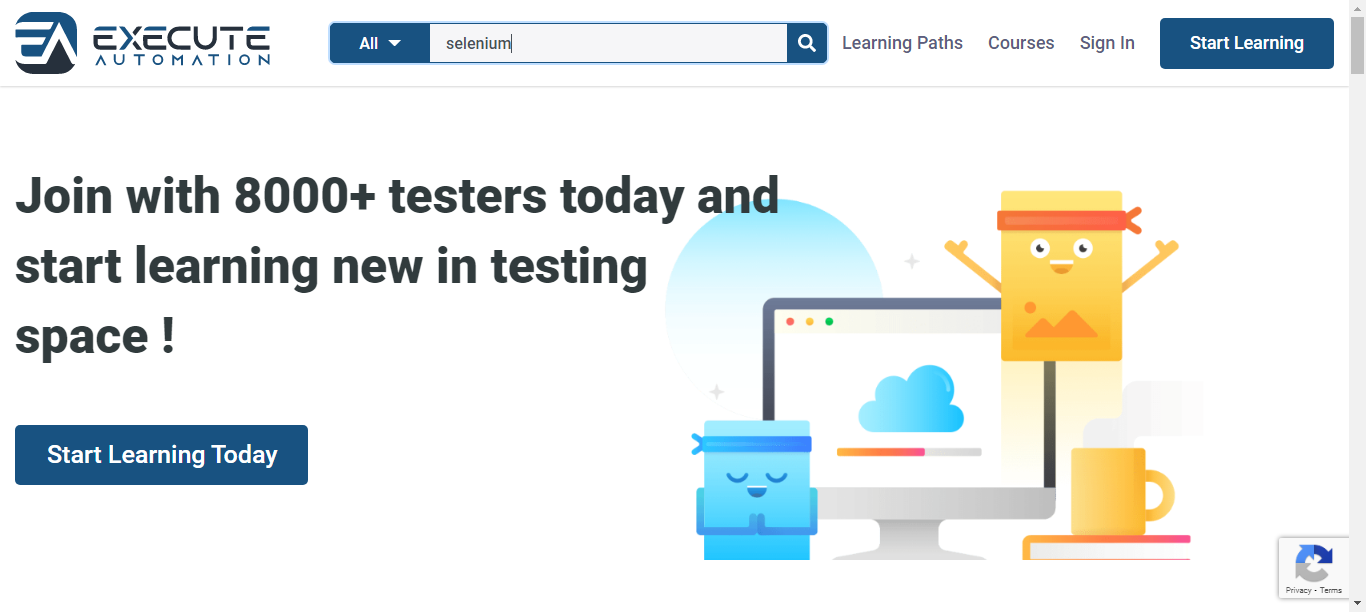 EXECUTE
AUTOMATION
All
selenium
Learning Paths
Courses
Sign In
Start Learning
Join with 8000+ testers today and
start learning new in testing
space !
Start Learning Today
Privacy - Terms